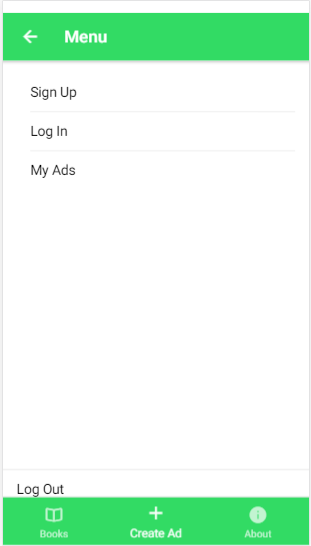 Menu
Sign Up
Log In
My Ads
Log Out
Books
Create Ad
About